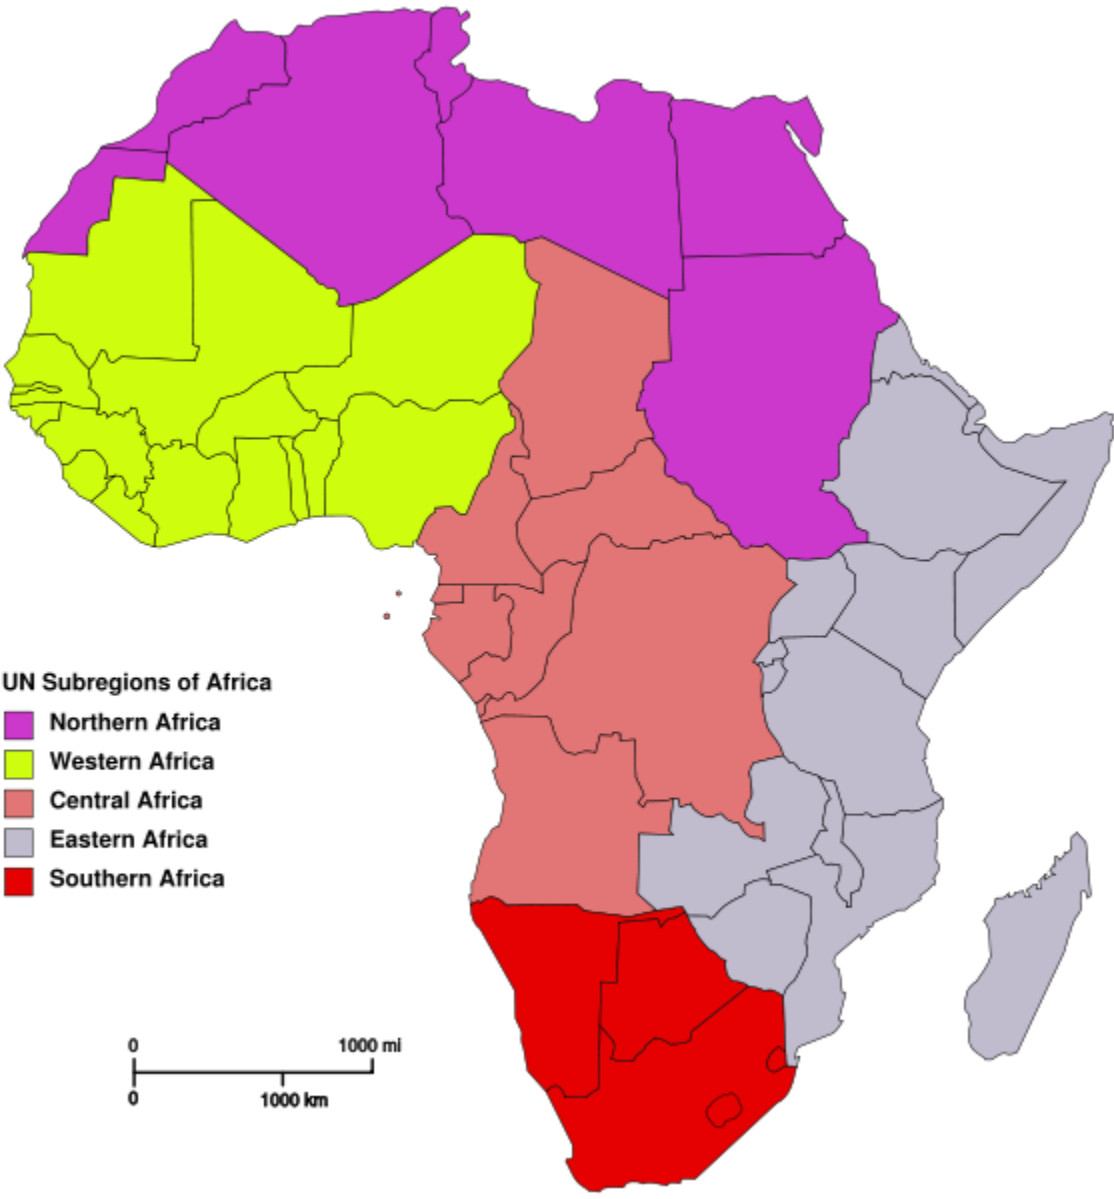 UN Subregions of Africa
Northern Africa
Western Africa
Central Africa
Eastern Africa
Southern Africa
0 1000 mi
0 1000 km